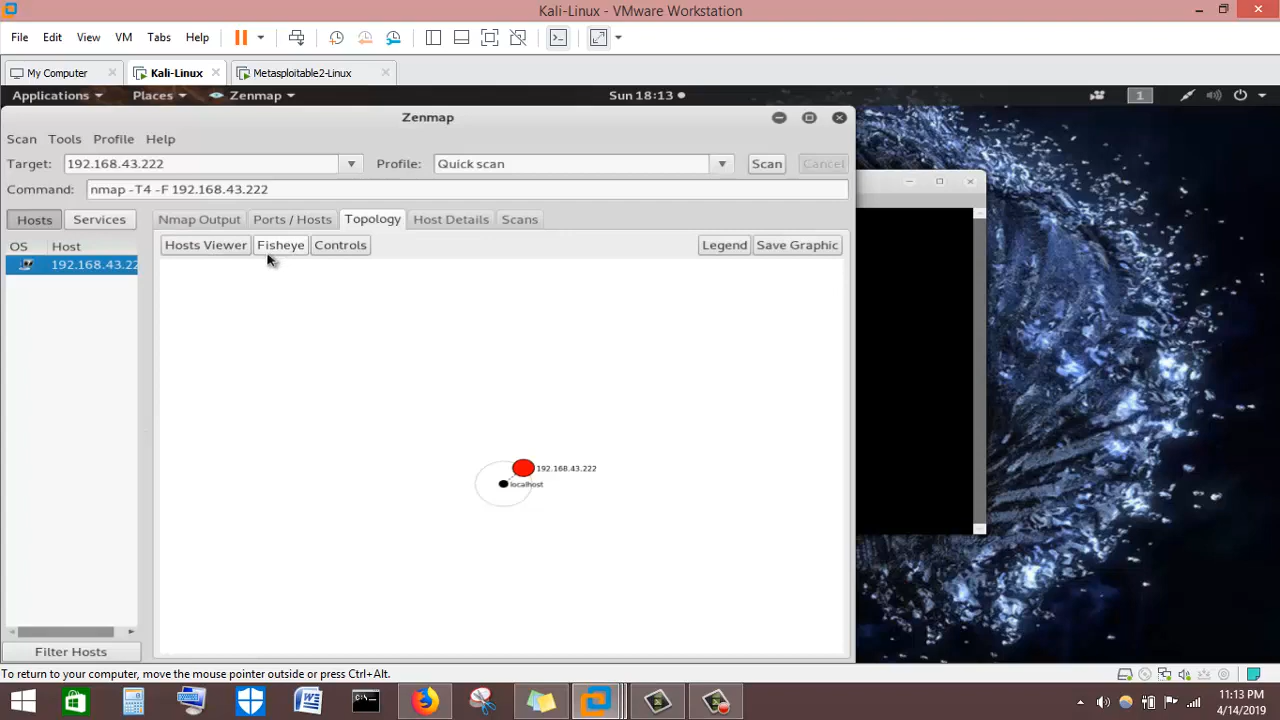 Kali-Linux - VMware Workstation
File Edit View VM Tabs Help
My Computer Kali-Linux Metasploitable2-Linux
Applications Places Zenmap Sun 18:13 1
Zenmap
Scan Tools Profile Help
Target: 192.168.43.222 Profile: Quick scan Scan Cancel
Command: nmap -T4 -F 192.168.43.222
Hosts Services Nmap Output Ports / Hosts Topology Host Details Scans
OS Host Hosts Viewer Fisheye Controls Legend Save Graphic
192.168.43.22
192.168.43.222
localhost
Filter Hosts
To return to your computer, move the mouse pointer outside or press Ctrl+Alt.
11:13 PM
4/14/2019